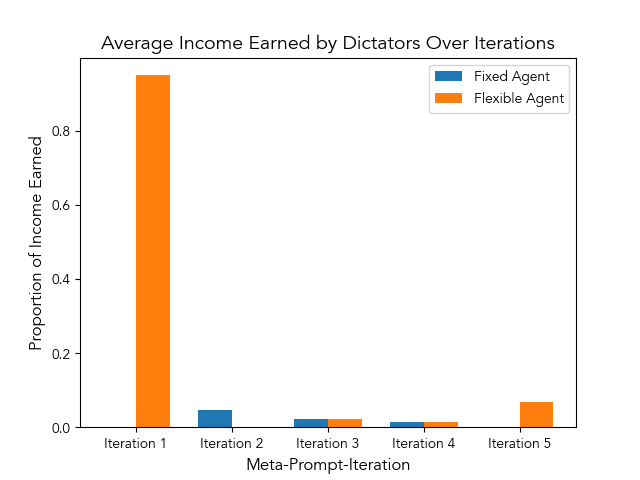 Average Income Earned by Dictators Over Iterations
Fixed Agent
Flexible Agent
Proportion of Income Earned
0.8
0.6
0.4
0.2
0.0
Iteration 1 Iteration 2 Iteration 3 Iteration 4 Iteration 5
Meta-Prompt-Iteration